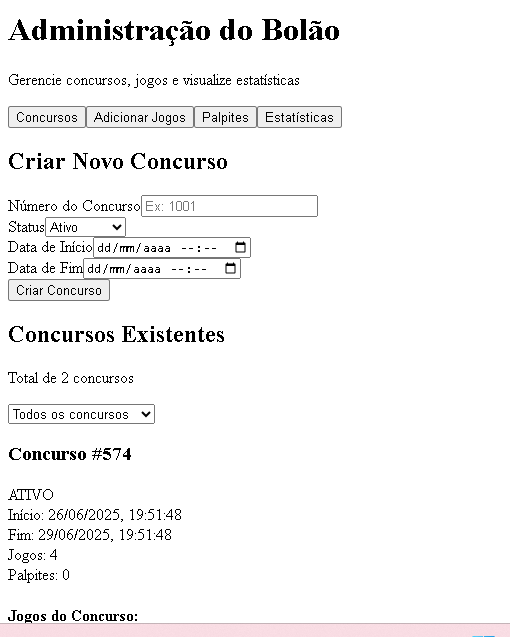 Administração do Bolão
Gerencie concursos, jogos e visualize estatísticas
Concursos Adicionar Jogos Palpites Estatísticas
Criar Novo Concurso
Número do Concurso Ex: 1001
Status Ativo
Data de Início dd/mm/aaaa --:--
Data de Fim dd/mm/aaaa --:--
Criar Concurso
Concursos Existentes
Total de 2 concursos
Todos os concursos
Concurso #574
ATIVO
Início: 26/06/2025, 19:51:48
Fim: 29/06/2025, 19:51:48
Jogos: 4
Palpites: 0
Jogos do Concurso: